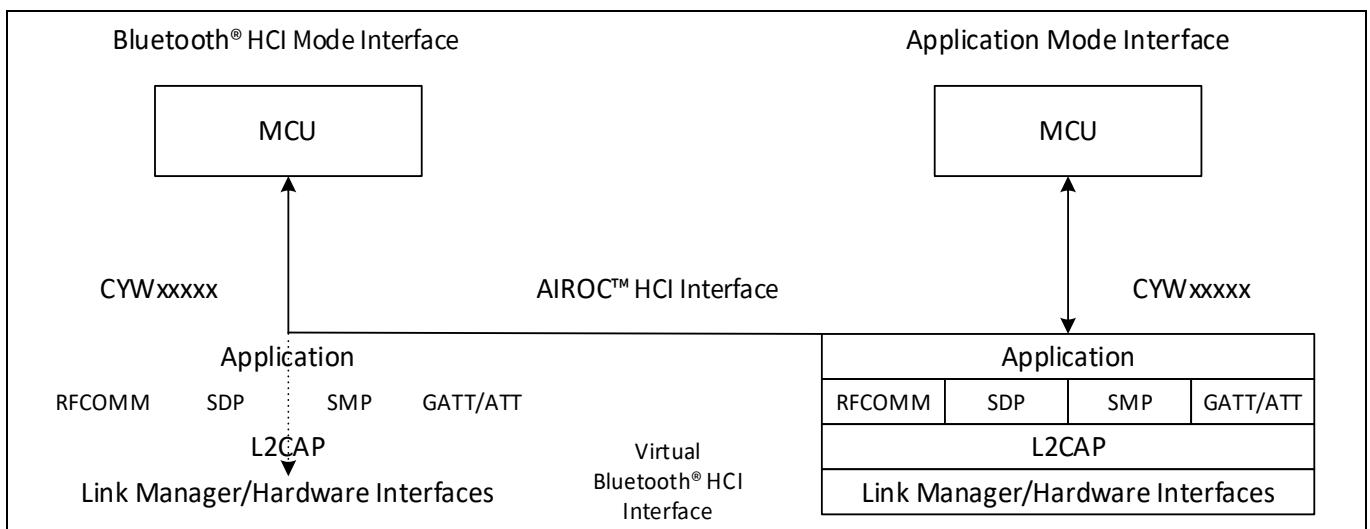 Bluetooth® HCI Mode Interface
Application Mode Interface
MCU
MCU
CYWxxxxx
AIROC™ HCI Interface
CYWxxxxx
Application
Application
RFCOMM
SDP
SMP
GATT/ATT
RFCOMM
SDP
SMP
GATT/ATT
L2CAP
L2CAP
Virtual
Bluetooth® HCI
Interface
Link Manager/Hardware Interfaces
Link Manager/Hardware Interfaces